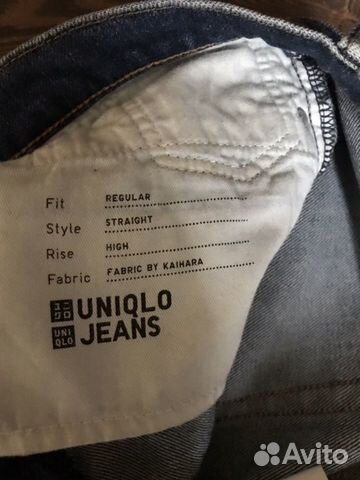 Fit REGULAR
Style STRAIGHT
Rise HIGH
Fabric FABRIC BY KAIHARA
ユニクロ UNIQLO
UNIQLO JEANS
Avito